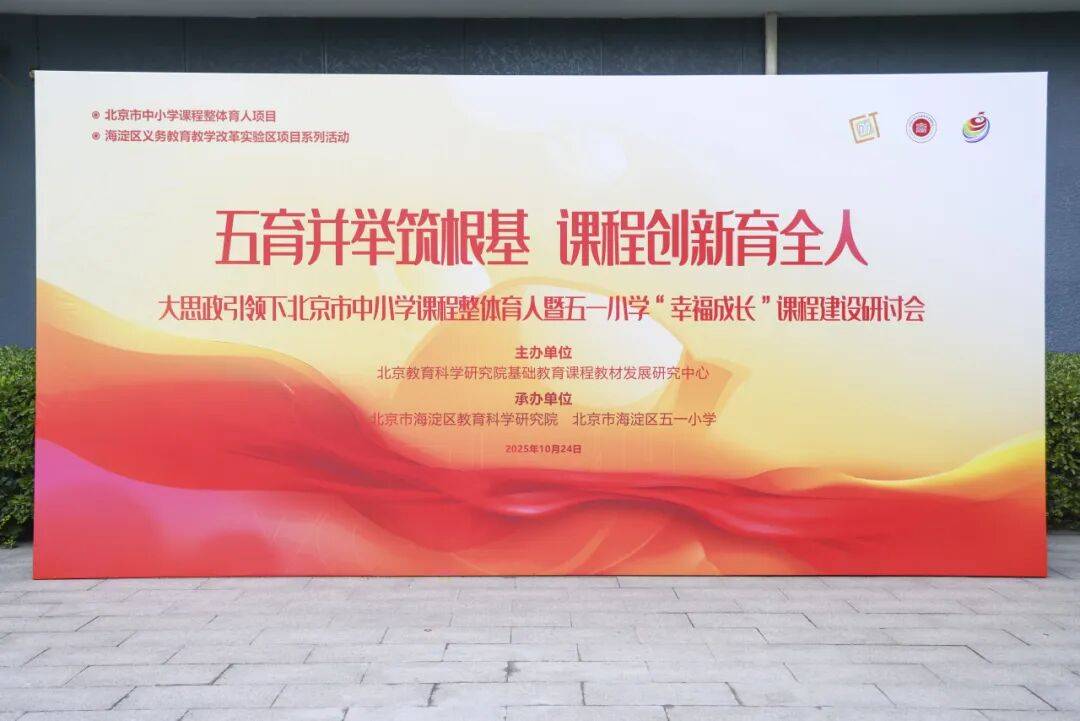 ◉ 北京市中小学课程整体育人项目
◉ 海淀区义务教育教学改革实验区项目系列活动
五育并举筑根基 课程创新育全人
大思政引领下北京市中小学课程整体育人暨五一小学“幸福成长”课程建设研讨会
主办单位
北京教育科学研究院基础教育课程教材发展研究中心
承办单位
北京市海淀区教育科学研究院 北京市海淀区五一小学
2025年10月24日